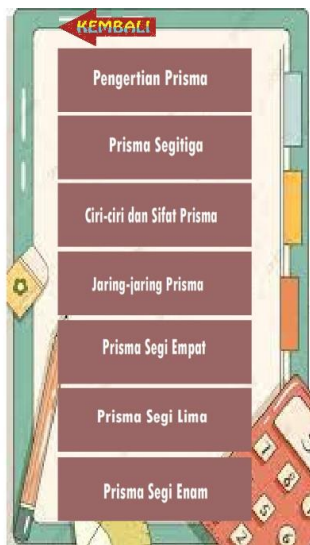 KEMBALI
Pengertian Prisma
Prisma Segitiga
Ciri-ciri dan Sifat Prisma
Jaring-jaring Prisma
Prisma Segi Empat
Prisma Segi Lima
Prisma Segi Enam